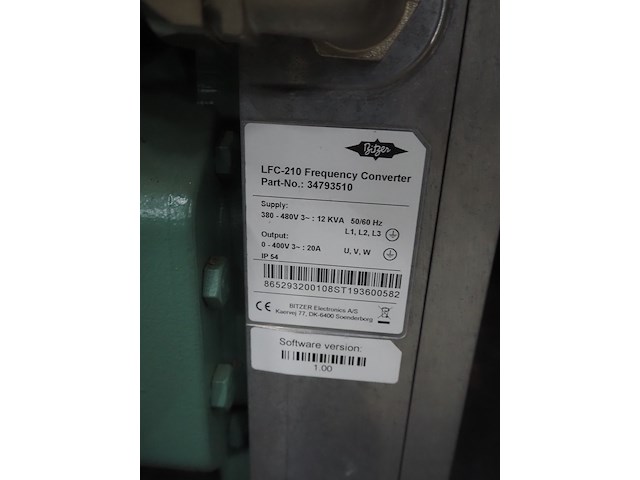 Bitzer
LFC-210 Frequency Converter
Part-No.: 34793510
Supply:
380 - 480V 3~ : 12 KVA 50/60 Hz
L1, L2, L3
Output:
0 - 400V 3~ : 20A U, V, W
IP 54
865293200108ST193600582
CE BITZER Electronics A/S
Kaervej 77, DK-6400 Soenderborg
Software version:
1.00